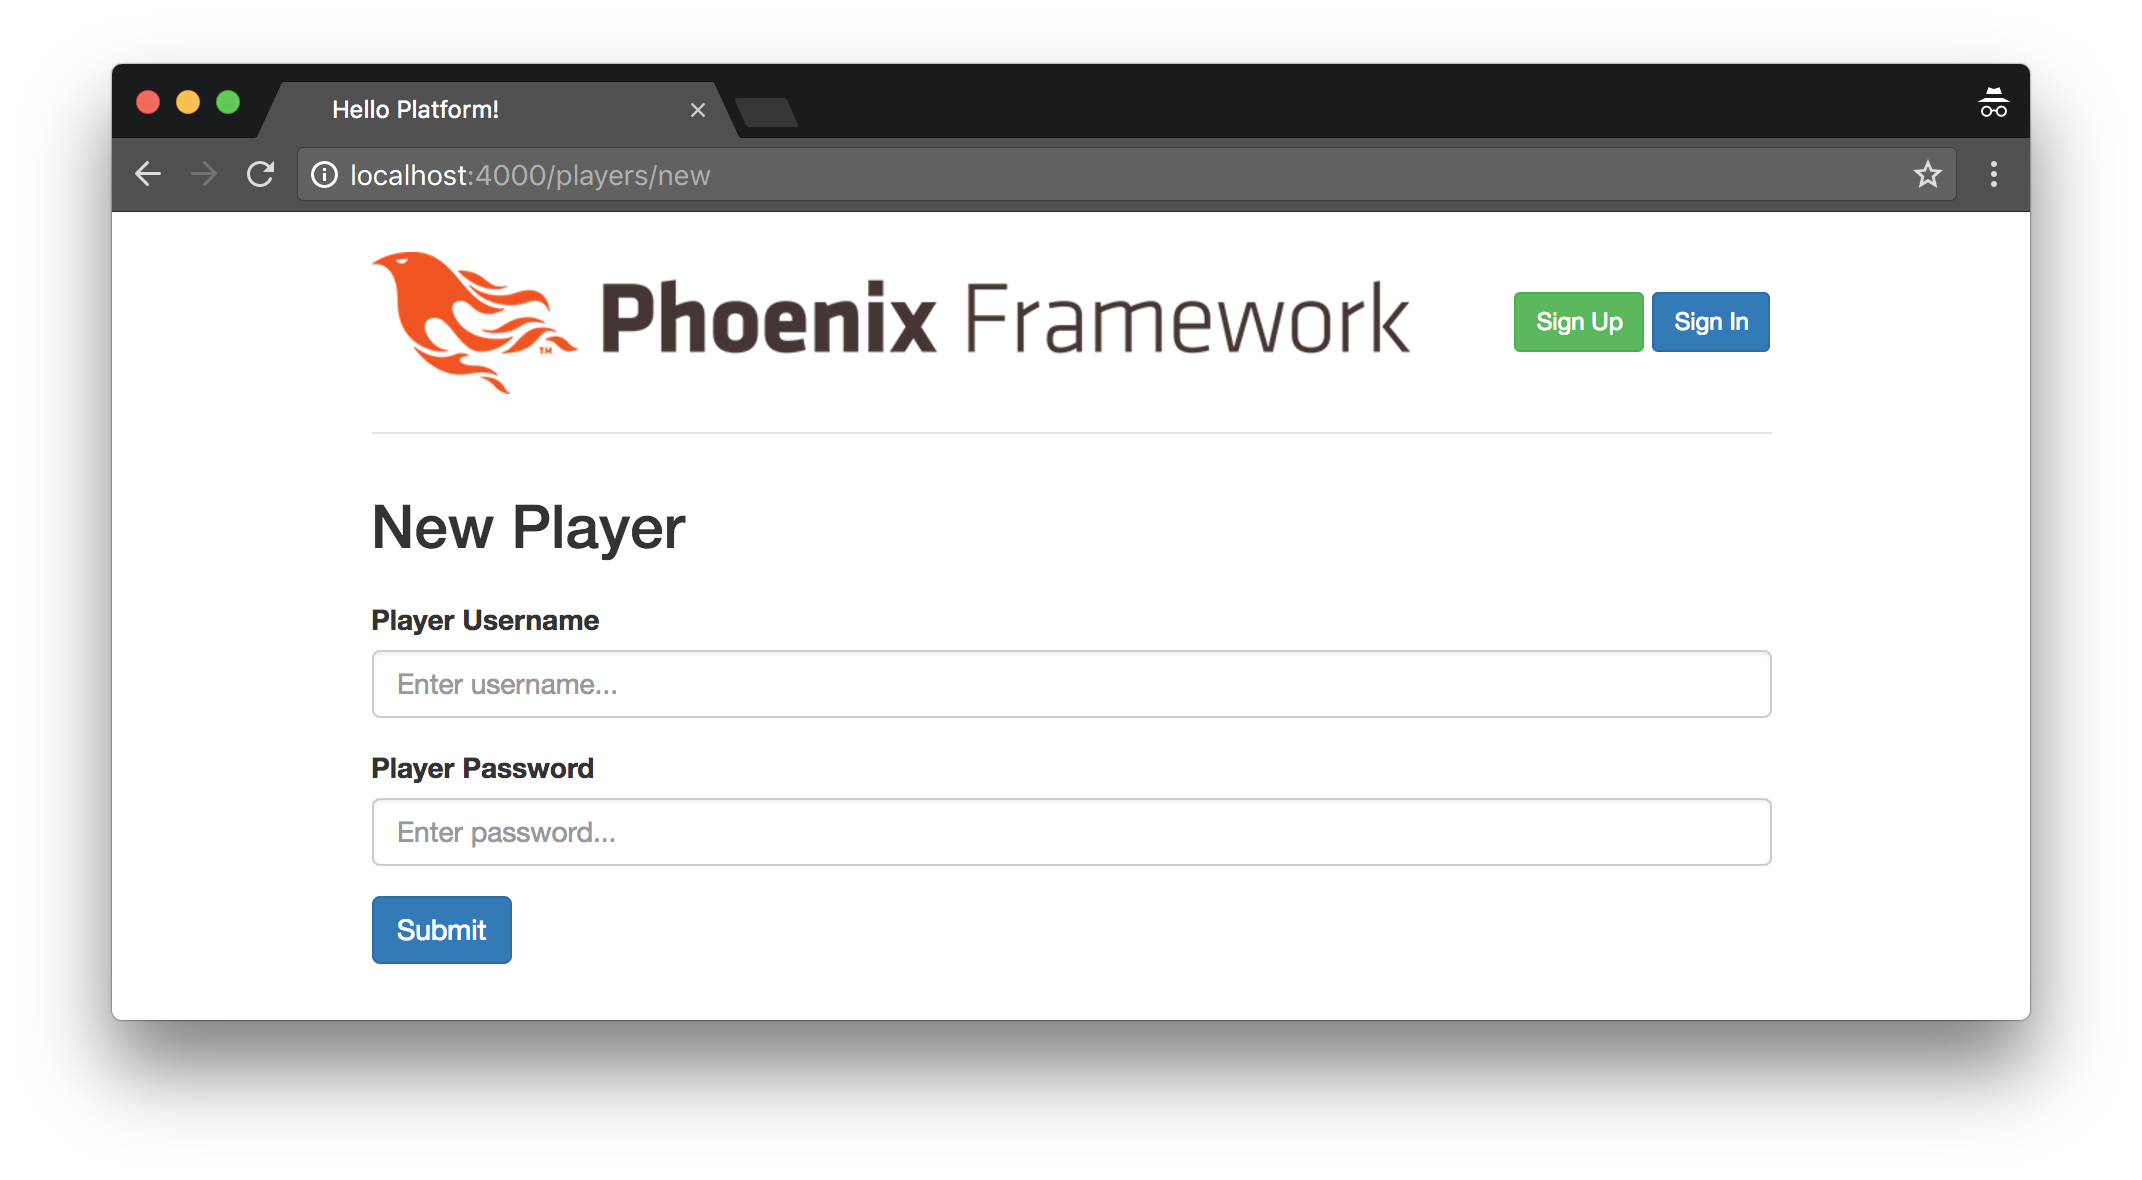 Hello Platform!
localhost:4000/players/new
Phoenix Framework
TM
Sign Up
Sign In
New Player
Player Username
Enter username...
Player Password
Enter password...
Submit